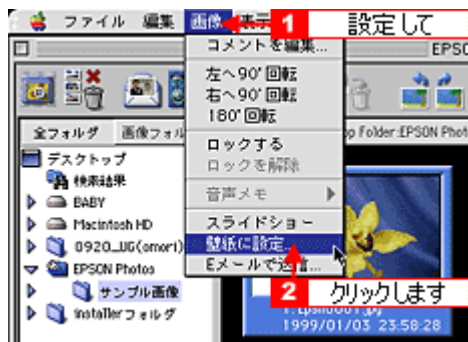 ファイル 編集 画像 表示
1 設定して
コメントを編集...
EPSO
左へ90°回転
右へ90°回転
180°回転
全フォルダ 画像フォル
op Folder:EPSON Phot
ロックする
ロックを解除
デスクトップ
検索結果
音声メモ
BABY
Macintosh HD
スライドショー
0920_UG(omori)
壁紙に設定...
EPSON Photos
Eメールで送信...
サンプル画像
2 クリックします
installerフォルダ
1.Epsn0001.jpg
1999/01/03 23:58:28